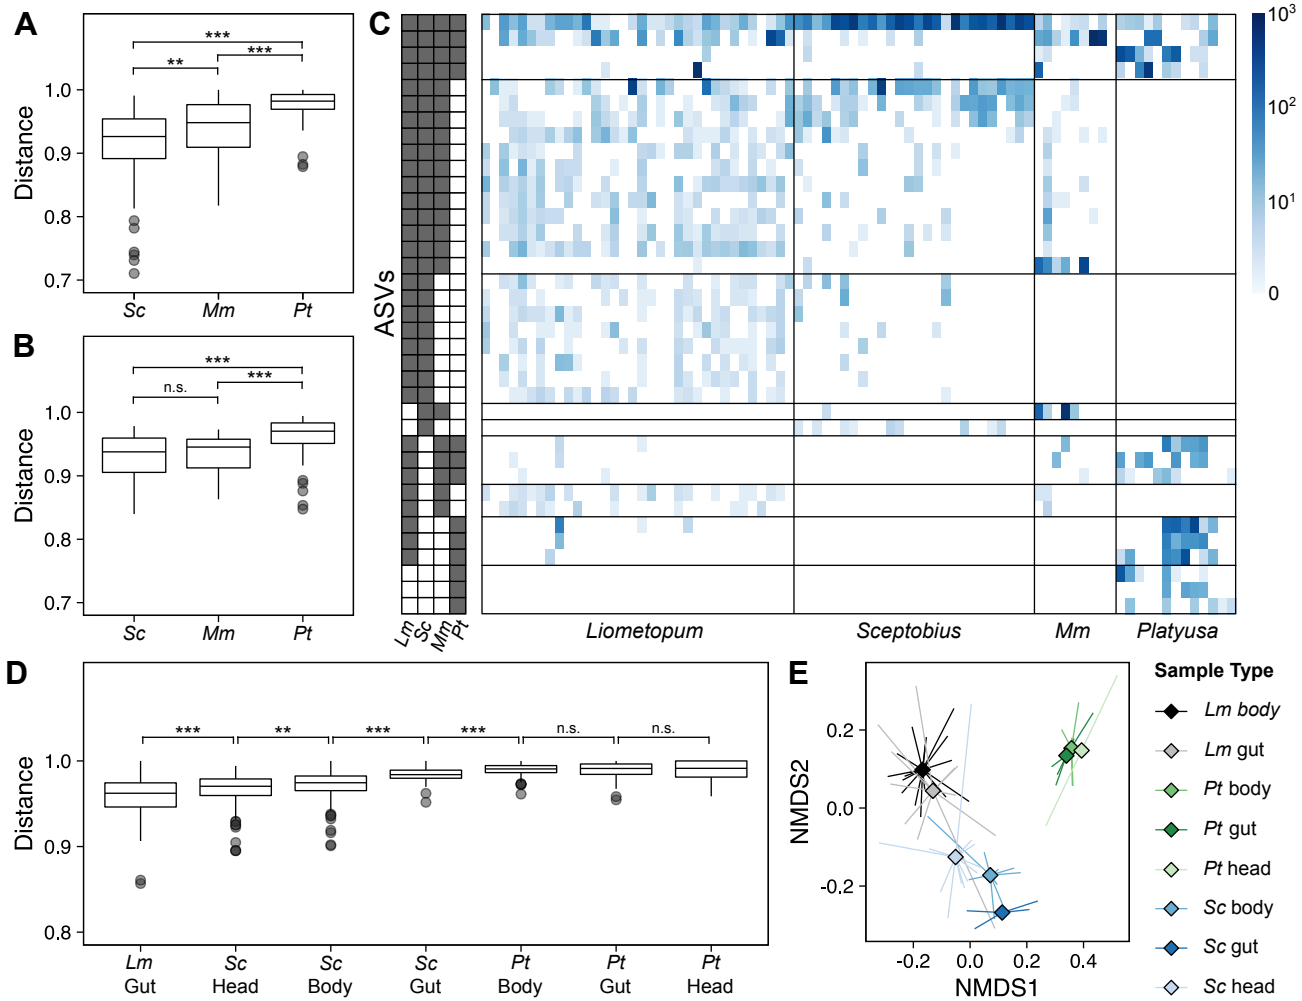 A
***
***
**
Distance
1.0
0.9
0.8
0.7
Sc Mm Pt
B
***
n.s. ***
Distance
1.0
0.9
0.8
0.7
Sc Mm Pt
C
ASVs
Lm Sc Mm Pt
Liometopum Sceptobius Mm Platyusa
10³
10²
10¹
0
D
*** ** *** *** n.s. n.s.
Distance
1.0
0.9
0.8
Lm Sc Sc Sc Pt Pt Pt
Gut Head Body Gut Body Gut Head
E
NMDS2
0.2
0.0
-0.2
-0.2 0.0 0.2 0.4
NMDS1
Sample Type
Lm body
Lm gut
Pt body
Pt gut
Pt head
Sc body
Sc gut
Sc head